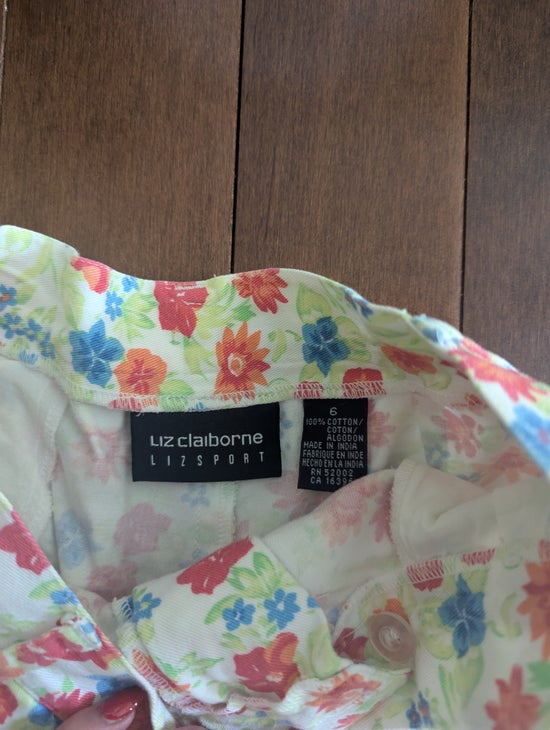 Liz claiborne
LIZSPORT
6
100% COTTON/
COTON/
ALGODON
MADE IN INDIA
FABRIQUE EN INDE
HECHO EN LA INDIA
RN 52002
CA 16396